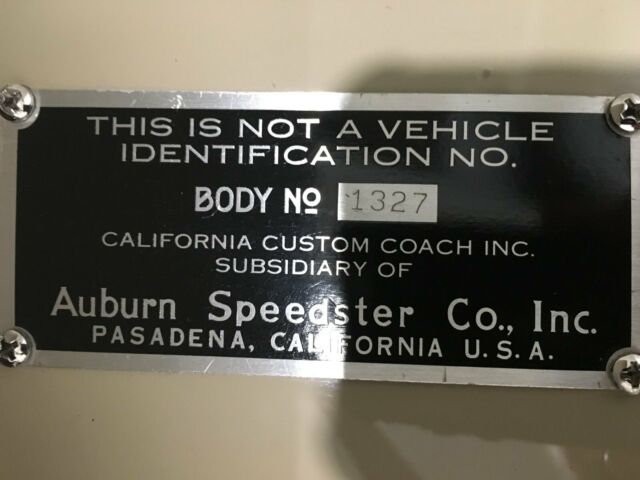 THIS IS NOT A VEHICLE
IDENTIFICATION NO.
BODY Nº 1327
CALIFORNIA CUSTOM COACH INC.
SUBSIDIARY OF
Auburn Speedster Co., Inc.
PASADENA, CALIFORNIA U.S.A.